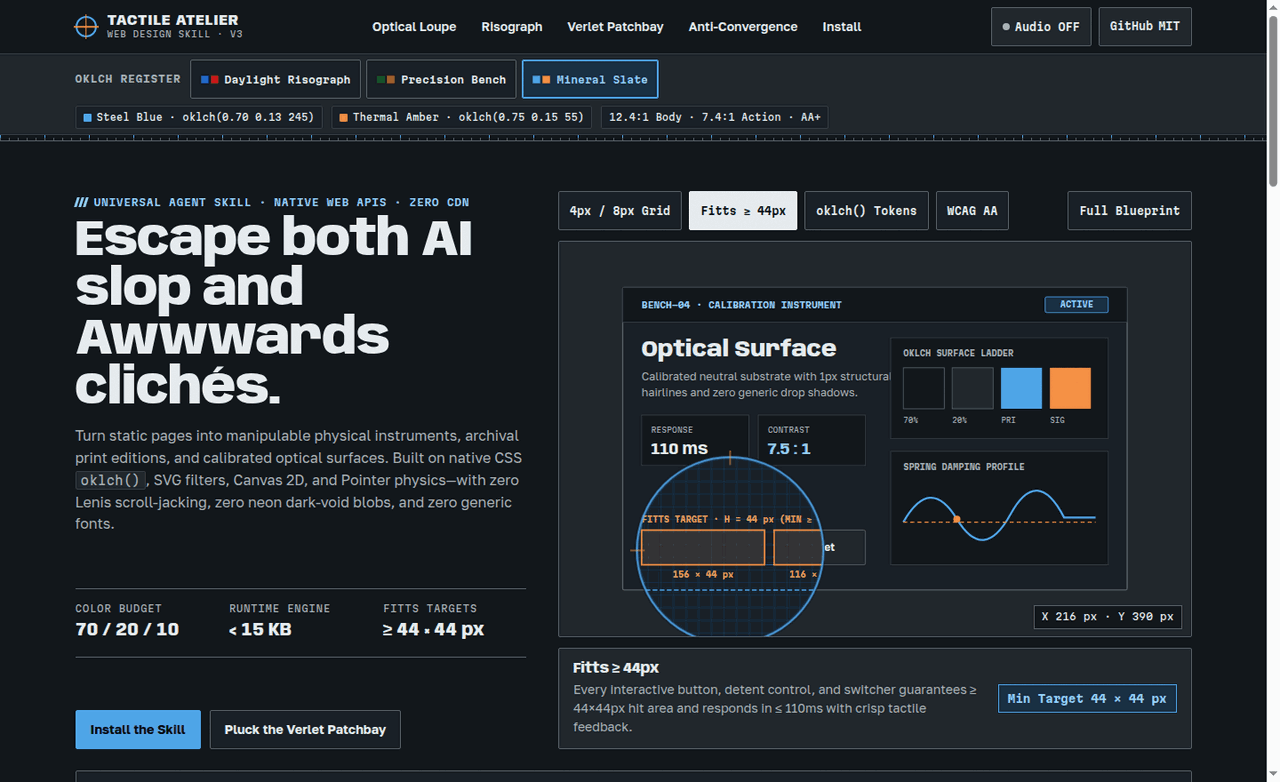 TACTILE ATELIER
WEB DESIGN SKILL · V3
Optical Loupe
Risograph
Verlet Patchbay
Anti-Convergence
Install
Audio OFF
GitHub MIT
OKLCH REGISTER
Daylight Risograph
Precision Bench
Mineral Slate
Steel Blue · oklch(0.70 0.13 245)
Thermal Amber · oklch(0.75 0.15 55)
12.4:1 Body · 7.4:1 Action · AA+
UNIVERSAL AGENT SKILL · NATIVE WEB APIS · ZERO CDN
Escape both AI
slop and
Awwwards
clichés.
Turn static pages into manipulable physical instruments, archival
print editions, and calibrated optical surfaces. Built on native CSS
oklch(), SVG filters, Canvas 2D, and Pointer physics—with zero
Lenis scroll-jacking, zero neon dark-void blobs, and zero generic
fonts.
COLOR BUDGET
70 / 20 / 10
RUNTIME ENGINE
< 15 KB
FITTS TARGETS
≥ 44 × 44 px
Install the Skill
Pluck the Verlet Patchbay
4px / 8px Grid
Fitts ≥ 44px
oklch() Tokens
WCAG AA
Full Blueprint
BENCH-04 · CALIBRATION INSTRUMENT
ACTIVE
Optical Surface
Calibrated neutral substrate with 1px structural
hairlines and zero generic drop shadows.
RESPONSE
110 ms
CONTRAST
7.5 : 1
FITTS TARGET · H = 44 px (MIN ≥
156 × 44 px
116 ×
et
OKLCH SURFACE LADDER
70%
20%
PRI
SIG
SPRING DAMPING PROFILE
X 216 px · Y 390 px
Fitts ≥ 44px
Every interactive button, detent control, and switcher guarantees ≥
44×44px hit area and responds in ≤ 110ms with crisp tactile
feedback.
Min Target 44 × 44 px